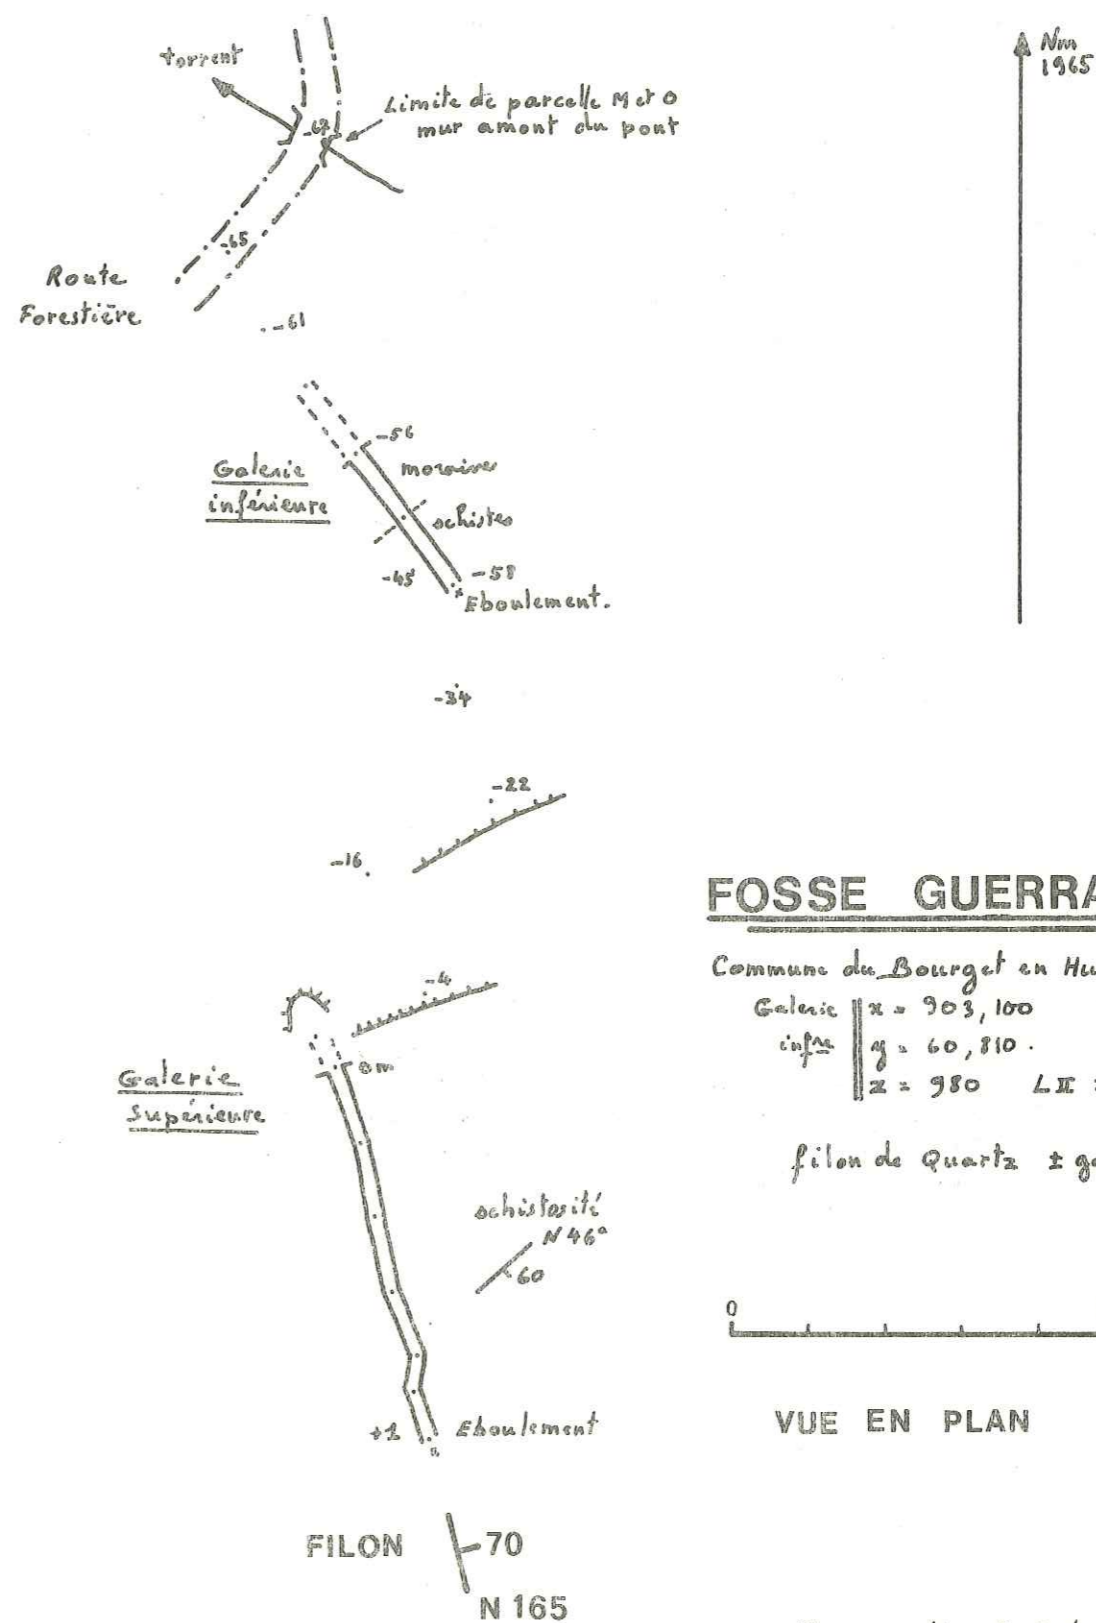 Nm
1965
torrent
Limite de parcelle M et O
mur amont du pont
-67
-65
Route
Forestière
-61
-56
Galerie
inférieure
moraines
schistes
-45
-58
Eboulement.
-34
-22
-16
FOSSE GUERRA
Commune du Bourget en Hu
-4
Galerie x = 903,100
infre y = 60,810.
z = 980 L II
0m
Galerie
Supérieure
filon de Quartz ± ga
schistosité
N 46°
60
0
+1 Eboulement
VUE EN PLAN
FILON 70
N 165